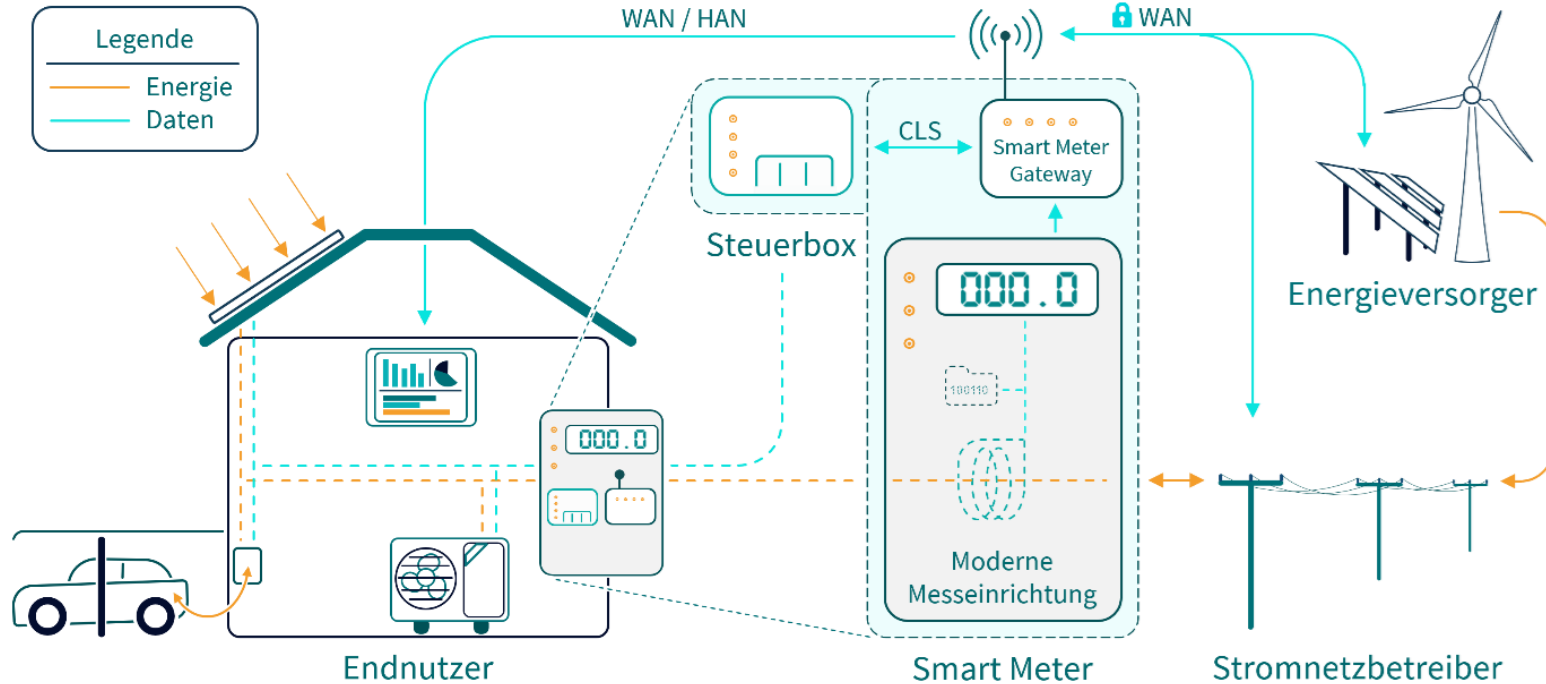 Legende
Energie
Daten
WAN / HAN
WAN
CLS
Smart Meter
Gateway
Steuerbox
000.0
100110
Moderne
Messeinrichtung
000.0
Energieversorger
Endnutzer
Smart Meter
Stromnetzbetreiber